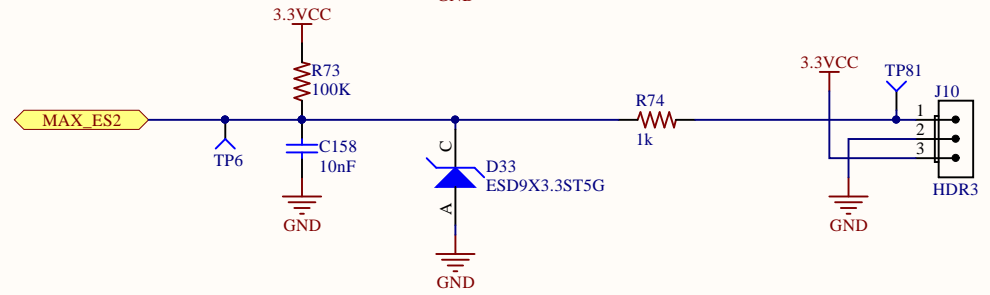 GND
3.3VCC
R73
100K
MAX_ES2
TP6
C158
10nF
GND
C
D33
ESD9X3.3ST5G
A
GND
R74
1k
3.3VCC
TP81
J10
1
2
3
HDR3
GND